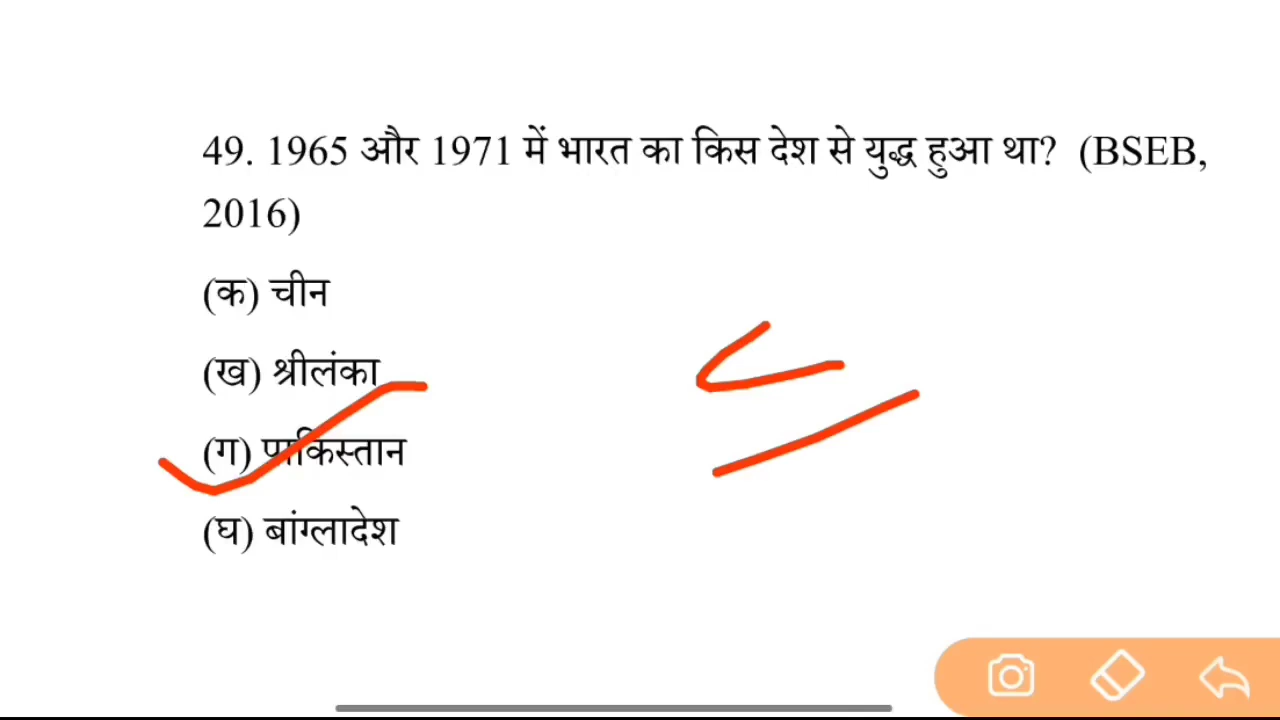 49. 1965 और 1971 में भारत का किस देश से युद्ध हुआ था? (BSEB,
2016)
(क) चीन
(ख) श्रीलंका
(ग) पाकिस्तान
(घ) बांग्लादेश